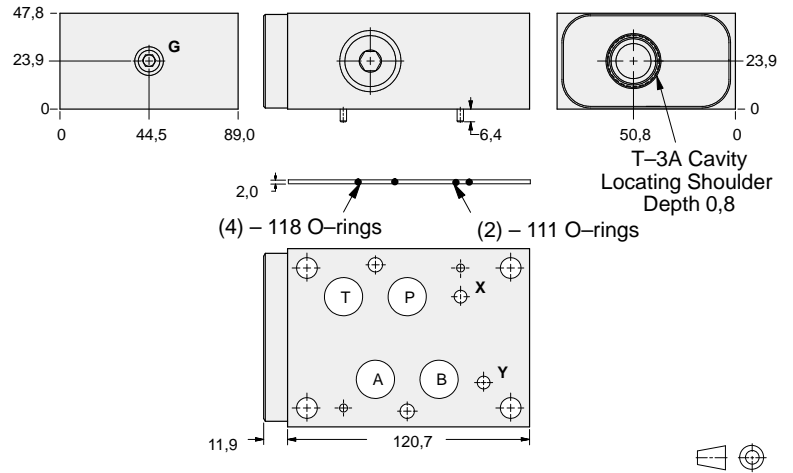 47,8
G
23,9
0
0
44,5
89,0
6,4
23,9
0
50,8
0
T–3A Cavity
Locating Shoulder
Depth 0,8
2,0
(4) – 118 O–rings
(2) – 111 O–rings
T
P
X
A
B
Y
11,9
120,7